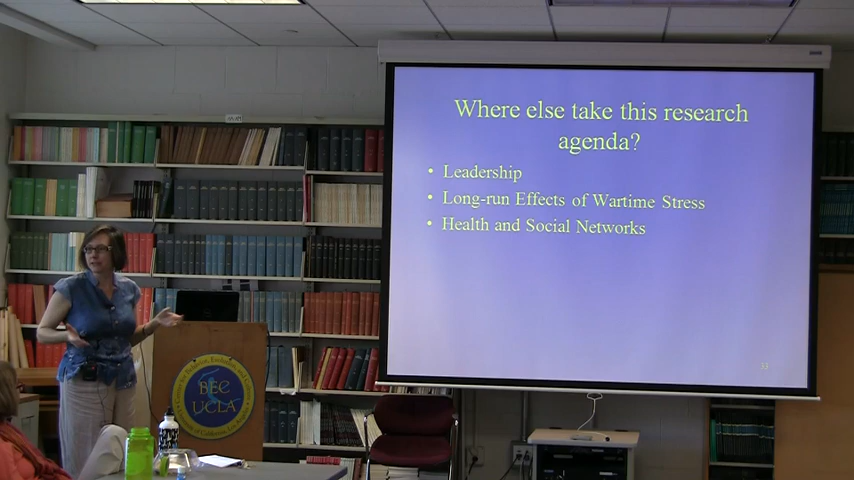 Where else take this research
agenda?
• Leadership
• Long-run Effects of Wartime Stress
• Health and Social Networks
33
BEC
UCLA